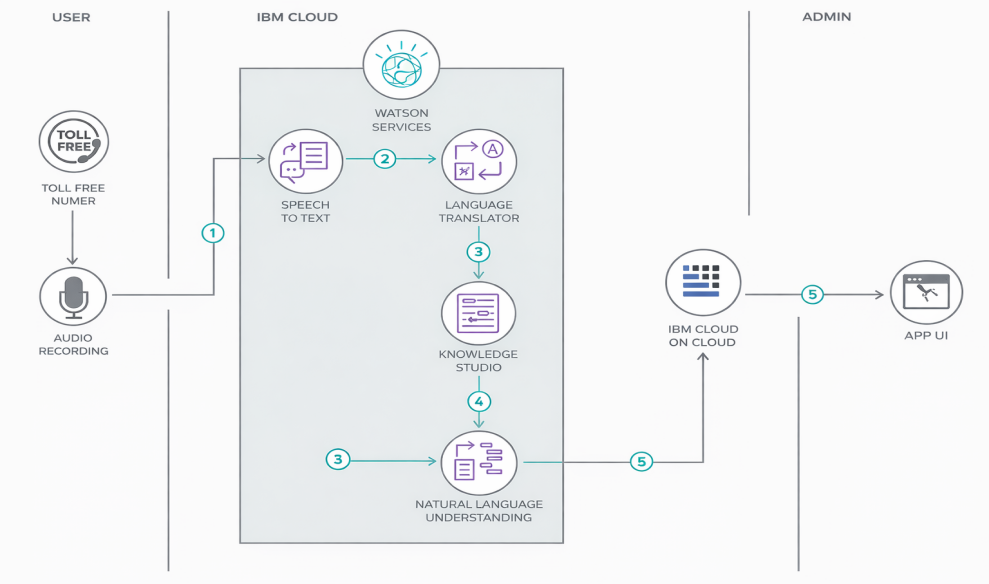 USER
IBM CLOUD
ADMIN
WATSON
SERVICES
TOLL
FREE
TOLL FREE
NUMER
2
A
SPEECH
TO TEXT
LANGUAGE
TRANSLATOR
1
3
AUDIO
RECORDING
KNOWLEDGE
STUDIO
IBM CLOUD
ON CLOUD
5
APP UI
4
3
5
NATURAL LANGUAGE
UNDERSTANDING